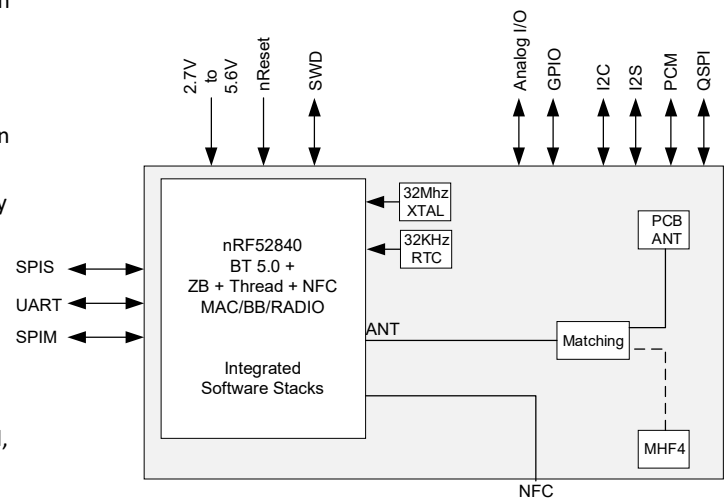 n
n
y
l,
2.7V
to
5.6V
nReset
SWD
Analog I/O
GPIO
I2C
I2S
PCM
QSPI
SPIS
UART
SPIM
nRF52840
BT 5.0 +
ZB + Thread + NFC
MAC/BB/RADIO
Integrated
Software Stacks
32Mhz
XTAL
32KHz
RTC
ANT
Matching
PCB
ANT
MHF4
NFC